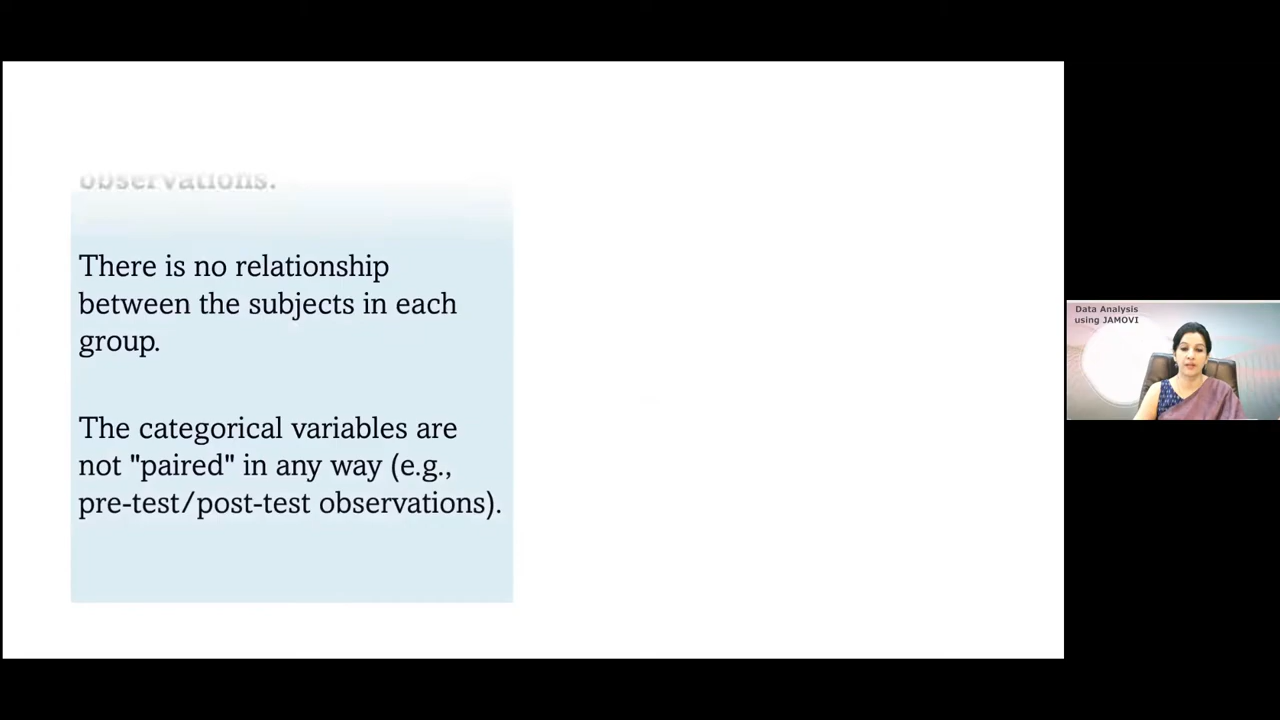 observations.
There is no relationship
between the subjects in each
group.
The categorical variables are
not "paired" in any way (e.g.,
pre-test/post-test observations).
Data Analysis
using JAMOVI